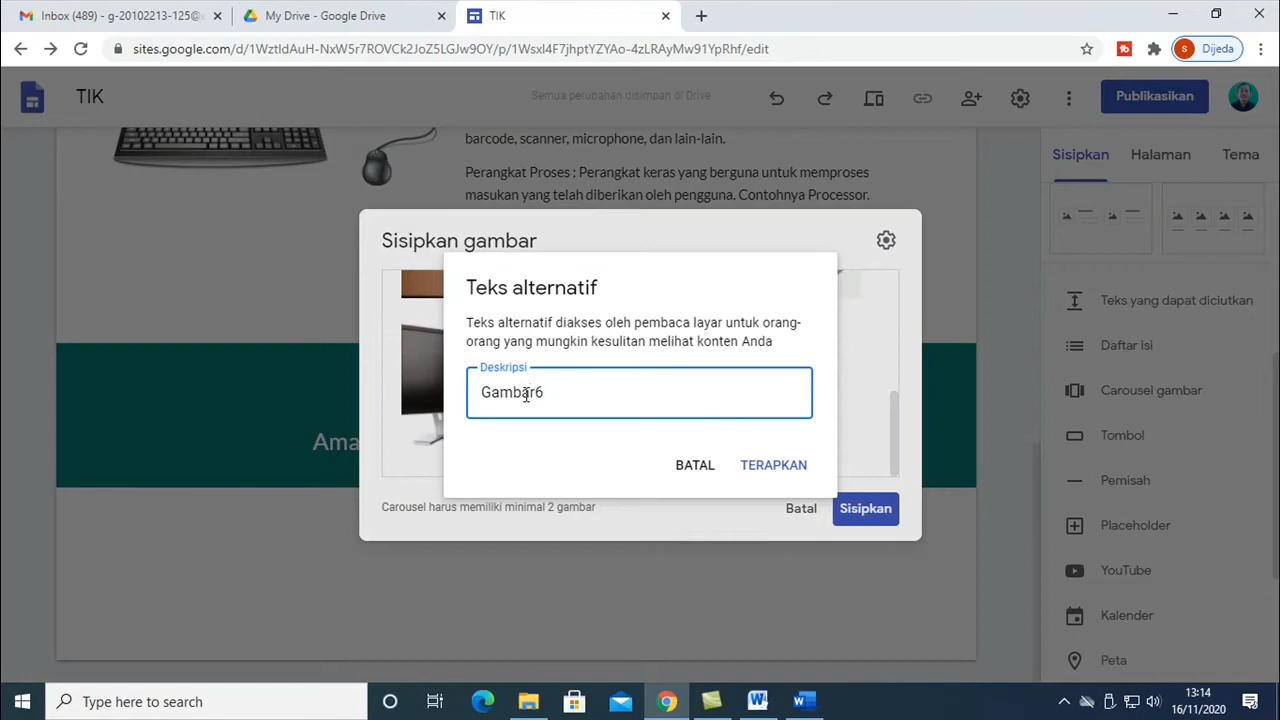 Inbox (489) - g-20102213-125@
My Drive - Google Drive
TIK
sites.google.com/d/1WztIdAuH-NxW5r7ROVCk2JoZ5LGJw9OY/p/1Wsxl4F7jhptYZYAo-4zLRAyMw91YpRhf/edit
S
Dijeda
TIK
Semua perubahan disimpan di Drive
Publikasikan
barcode, scanner, microphone, dan lain-lain.
Perangkat Proses : Perangkat keras yang berguna untuk memproses
masukan yang telah diberikan oleh pengguna. Contohnya Processor.
Sisipkan
Halaman
Tema
Sisipkan gambar
Teks alternatif
Teks alternatif diakses oleh pembaca layar untuk orang-
orang yang mungkin kesulitan melihat konten Anda
Deskripsi
Gambar6
BATAL
TERAPKAN
Ama
Carousel harus memiliki minimal 2 gambar
Batal
Sisipkan
Teks yang dapat diciutkan
Daftar isi
Carousel gambar
Tombol
Pemisah
Placeholder
YouTube
Kalender
Peta
Type here to search
13:14
16/11/2020